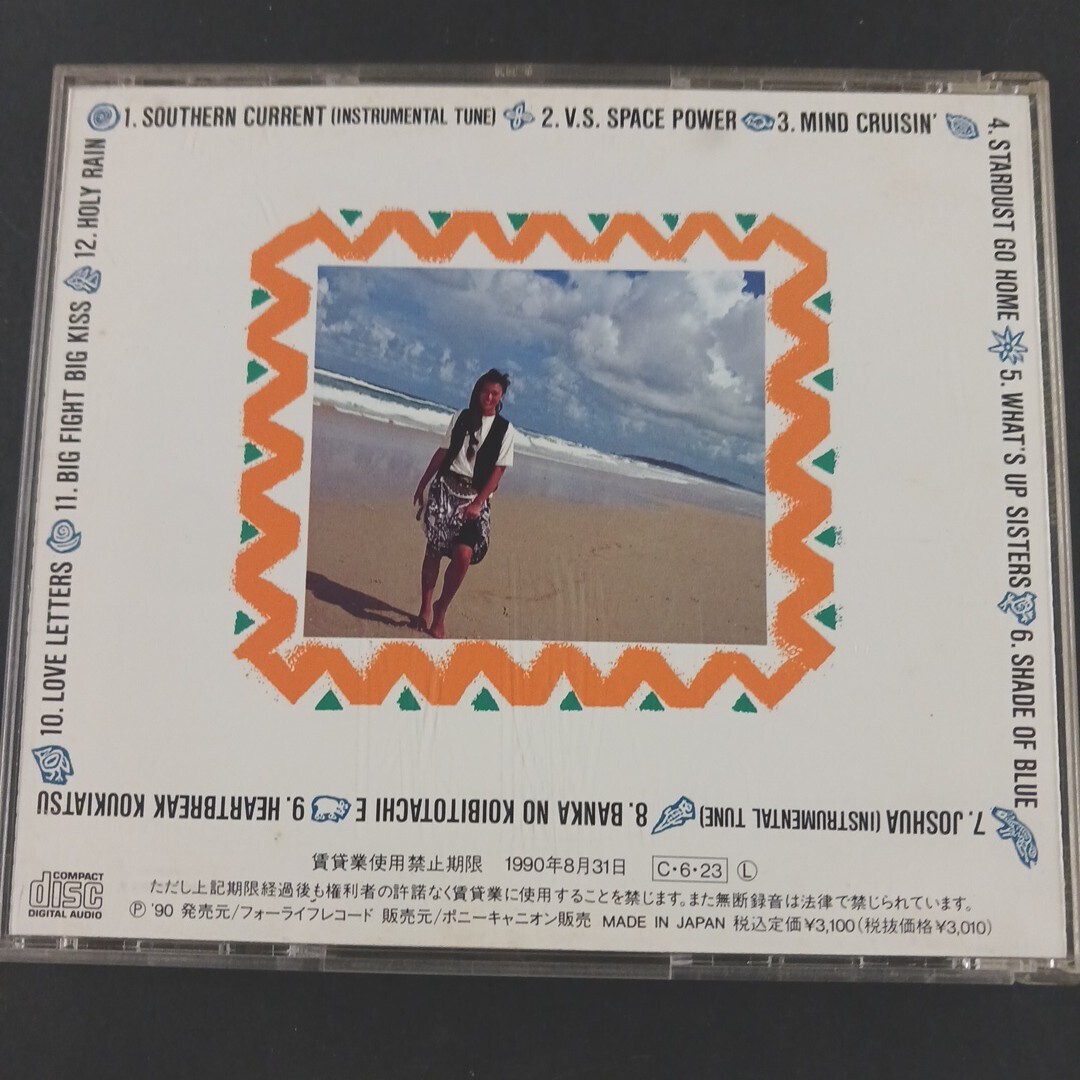 1. SOUTHERN CURRENT (INSTRUMENTAL TUNE) 2. V.S. SPACE POWER 3. MIND CRUISIN'
4. STARDUST GO HOME 5. WHAT'S UP SISTERS 6. SHADE OF BLUE
7. JOSHUA (INSTRUMENTAL TUNE) 8. BANKA NO KOIBITOTACHI E 9. HEARTBREAK KOUKIATSU
10. LOVE LETTERS 11. BIG FIGHT BIG KISS 12. HOLY RAIN
賃貸業使用禁止期限 1990年8月31日 C・6・23 Ⓛ
COMPACT
disc
DIGITAL AUDIO
ただし上記期限経過後も権利者の許諾なく賃貸業に使用することを禁じます。また無断録音は法律で禁じられています。
Ⓟ '90 発売元/フォーライフレコード 販売元/ポニーキャニオン販売 MADE IN JAPAN 税込定価¥3,100(税抜価格¥3,010)